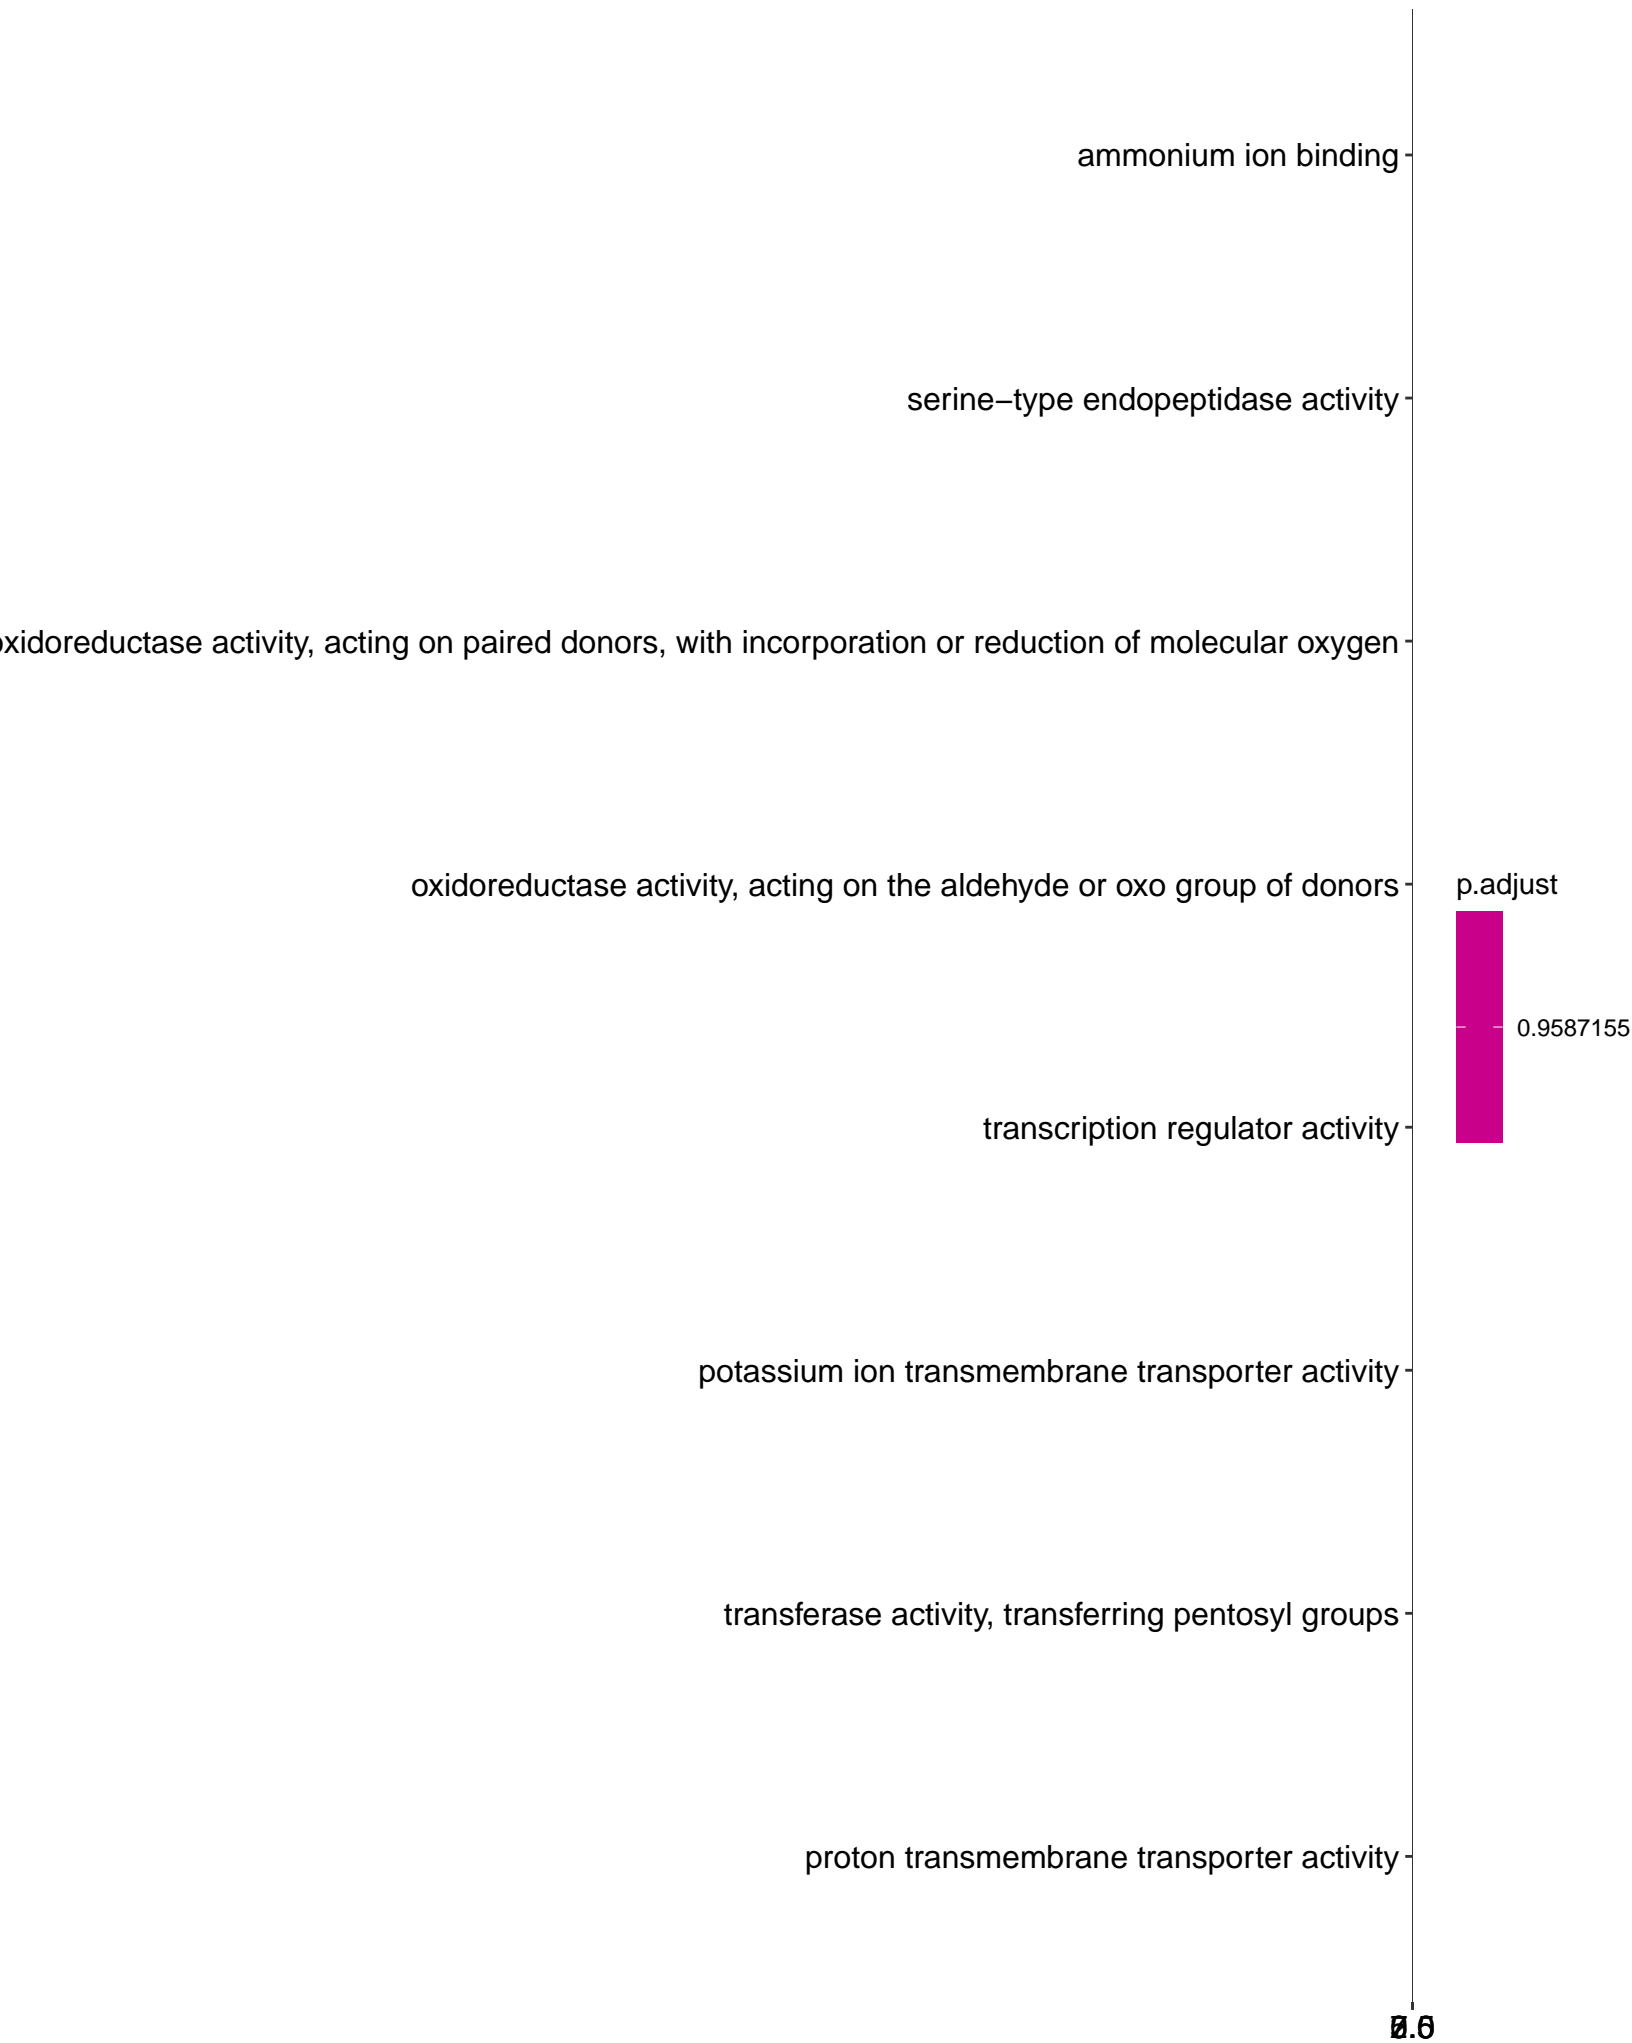 ammonium ion binding
serine−type endopeptidase activity
oxidoreductase activity, acting on paired donors, with incorporation or reduction of molecular oxygen
oxidoreductase activity, acting on the aldehyde or oxo group of donors
p.adjust
0.9587155
transcription regulator activity
potassium ion transmembrane transporter activity
transferase activity, transferring pentosyl groups
proton transmembrane transporter activity